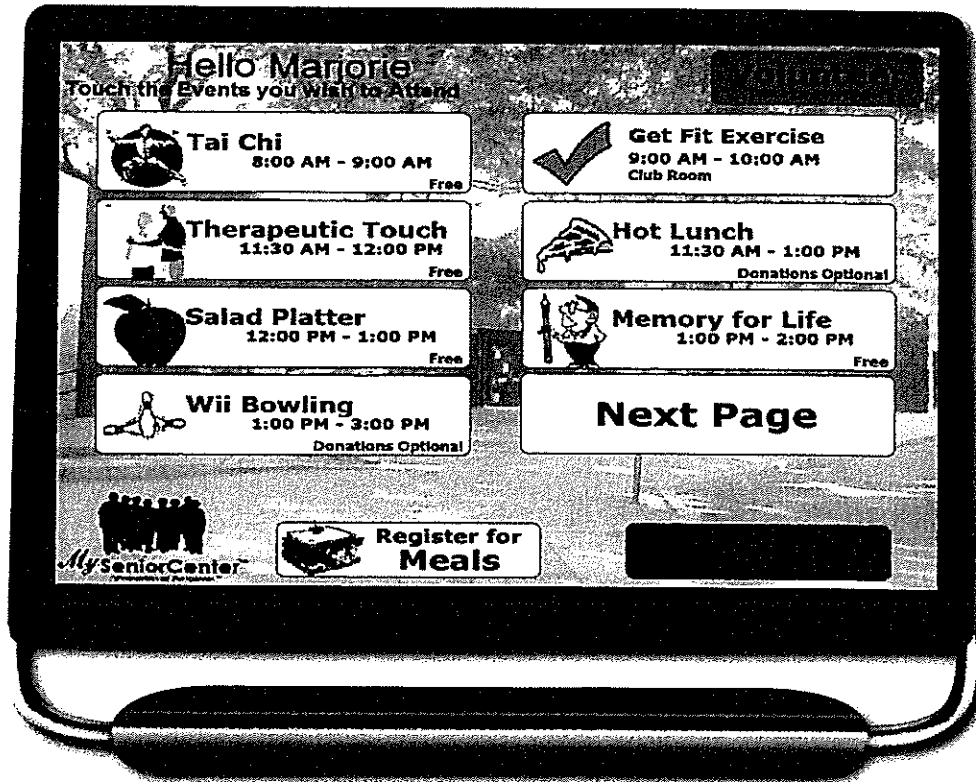 Hello Marjorie
Touch the Events you wish to Attend
Volunteer
Tai Chi
8:00 AM - 9:00 AM
Free
Get Fit Exercise
9:00 AM - 10:00 AM
Club Room
Therapeutic Touch
11:30 AM - 12:00 PM
Free
Hot Lunch
11:30 AM - 1:00 PM
Donations Optional
Salad Platter
12:00 PM - 1:00 PM
Free
Memory for Life
1:00 PM - 2:00 PM
Free
Wii Bowling
1:00 PM - 3:00 PM
Donations Optional
Next Page
Register for
Meals
MySeniorCenter™